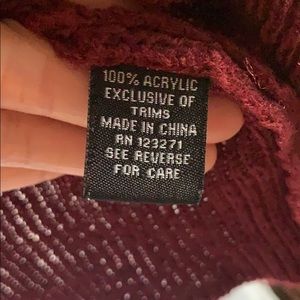 100% ACRYLIC
EXCLUSIVE OF
TRIMS
MADE IN CHINA
RN 123271
SEE REVERSE
FOR CARE